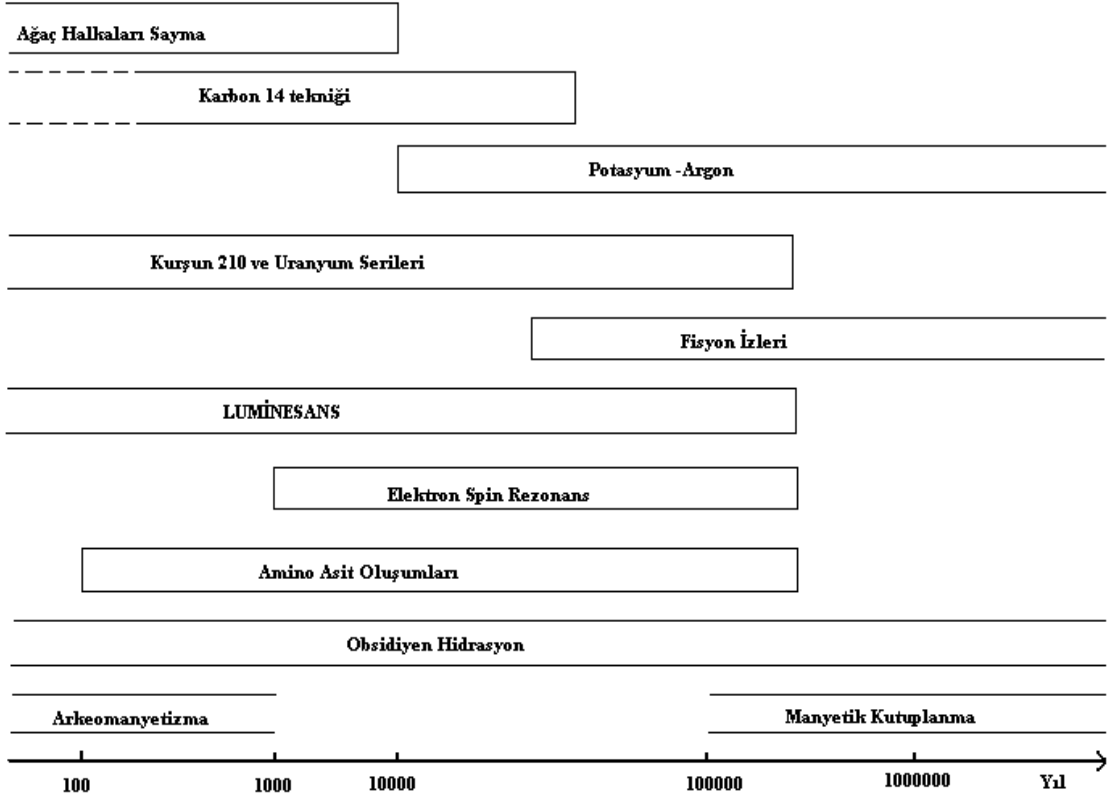 Ağaç Halkaları Sayma
Karbon 14 tekniği
Potasyum -Argon
Kurşun 210 ve Uranyum Serileri
Fisyon İzleri
LUMİNESANS
Elektron Spin Rezonans
Amino Asit Oluşumları
Obsidiyen Hidrasyon
Arkeomanyetizma Manyetik Kutuplanma
100 1000 10000 100000 1000000 Yıl